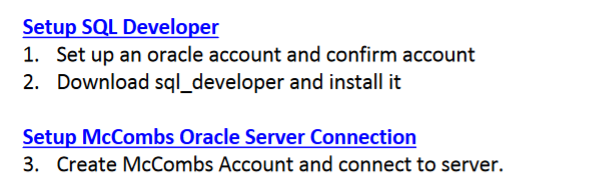 Setup SQL Developer
1. Set up an oracle account and confirm account
2. Download sql_developer and install it
Setup McCombs Oracle Server Connection
3. Create McCombs Account and connect to server.